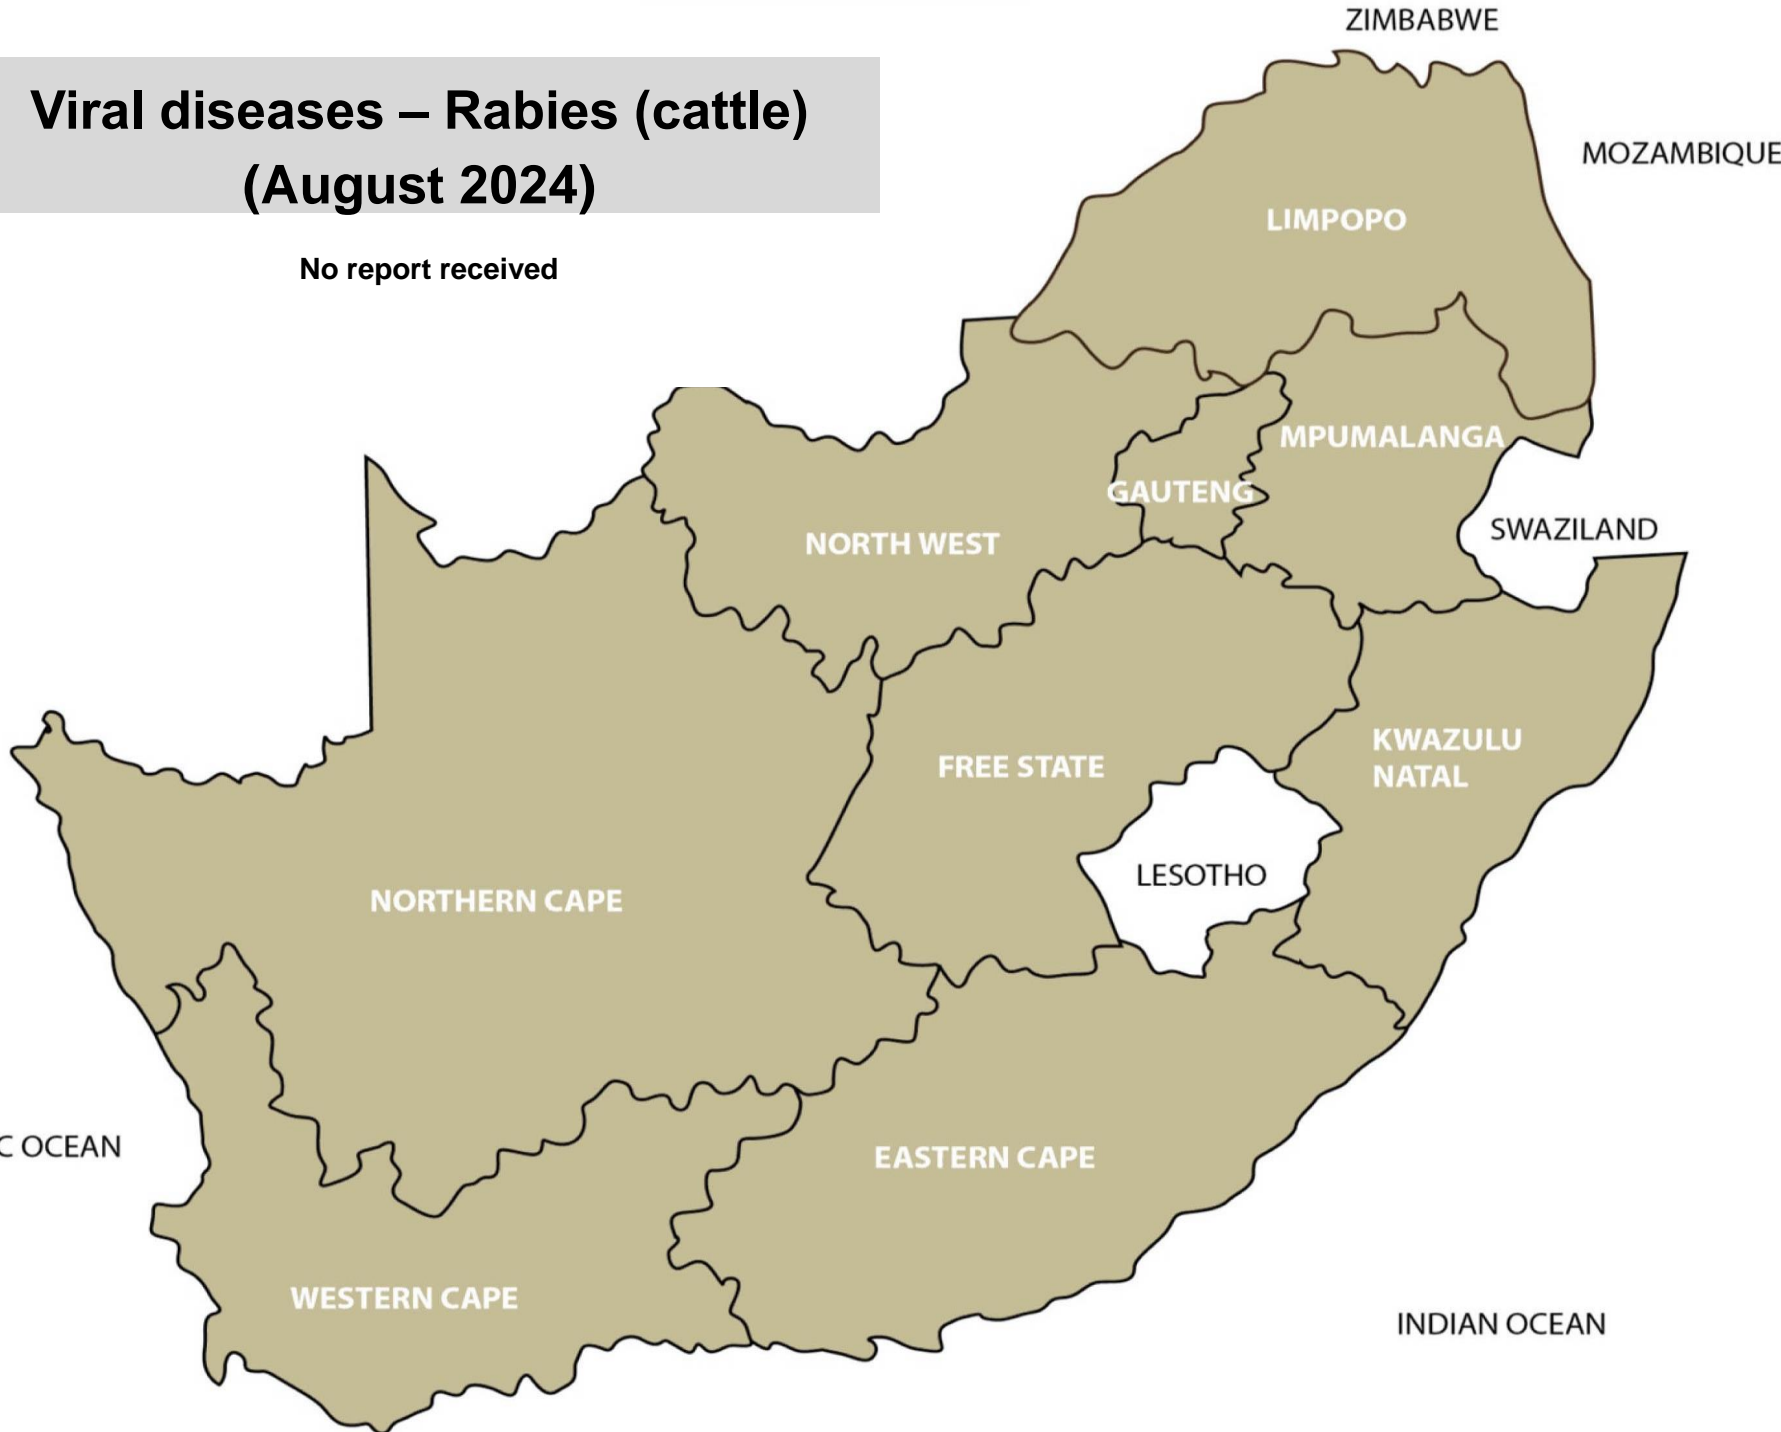 ZIMBABWE
Viral diseases – Rabies (cattle)
(August 2024)
MOZAMBIQUE
LIMPOPO
No report received
MPUMALANGA
GAUTENG
SWAZILAND
NORTH WEST
KWAZULU
NATAL
FREE STATE
LESOTHO
NORTHERN CAPE
C OCEAN
EASTERN CAPE
WESTERN CAPE
INDIAN OCEAN